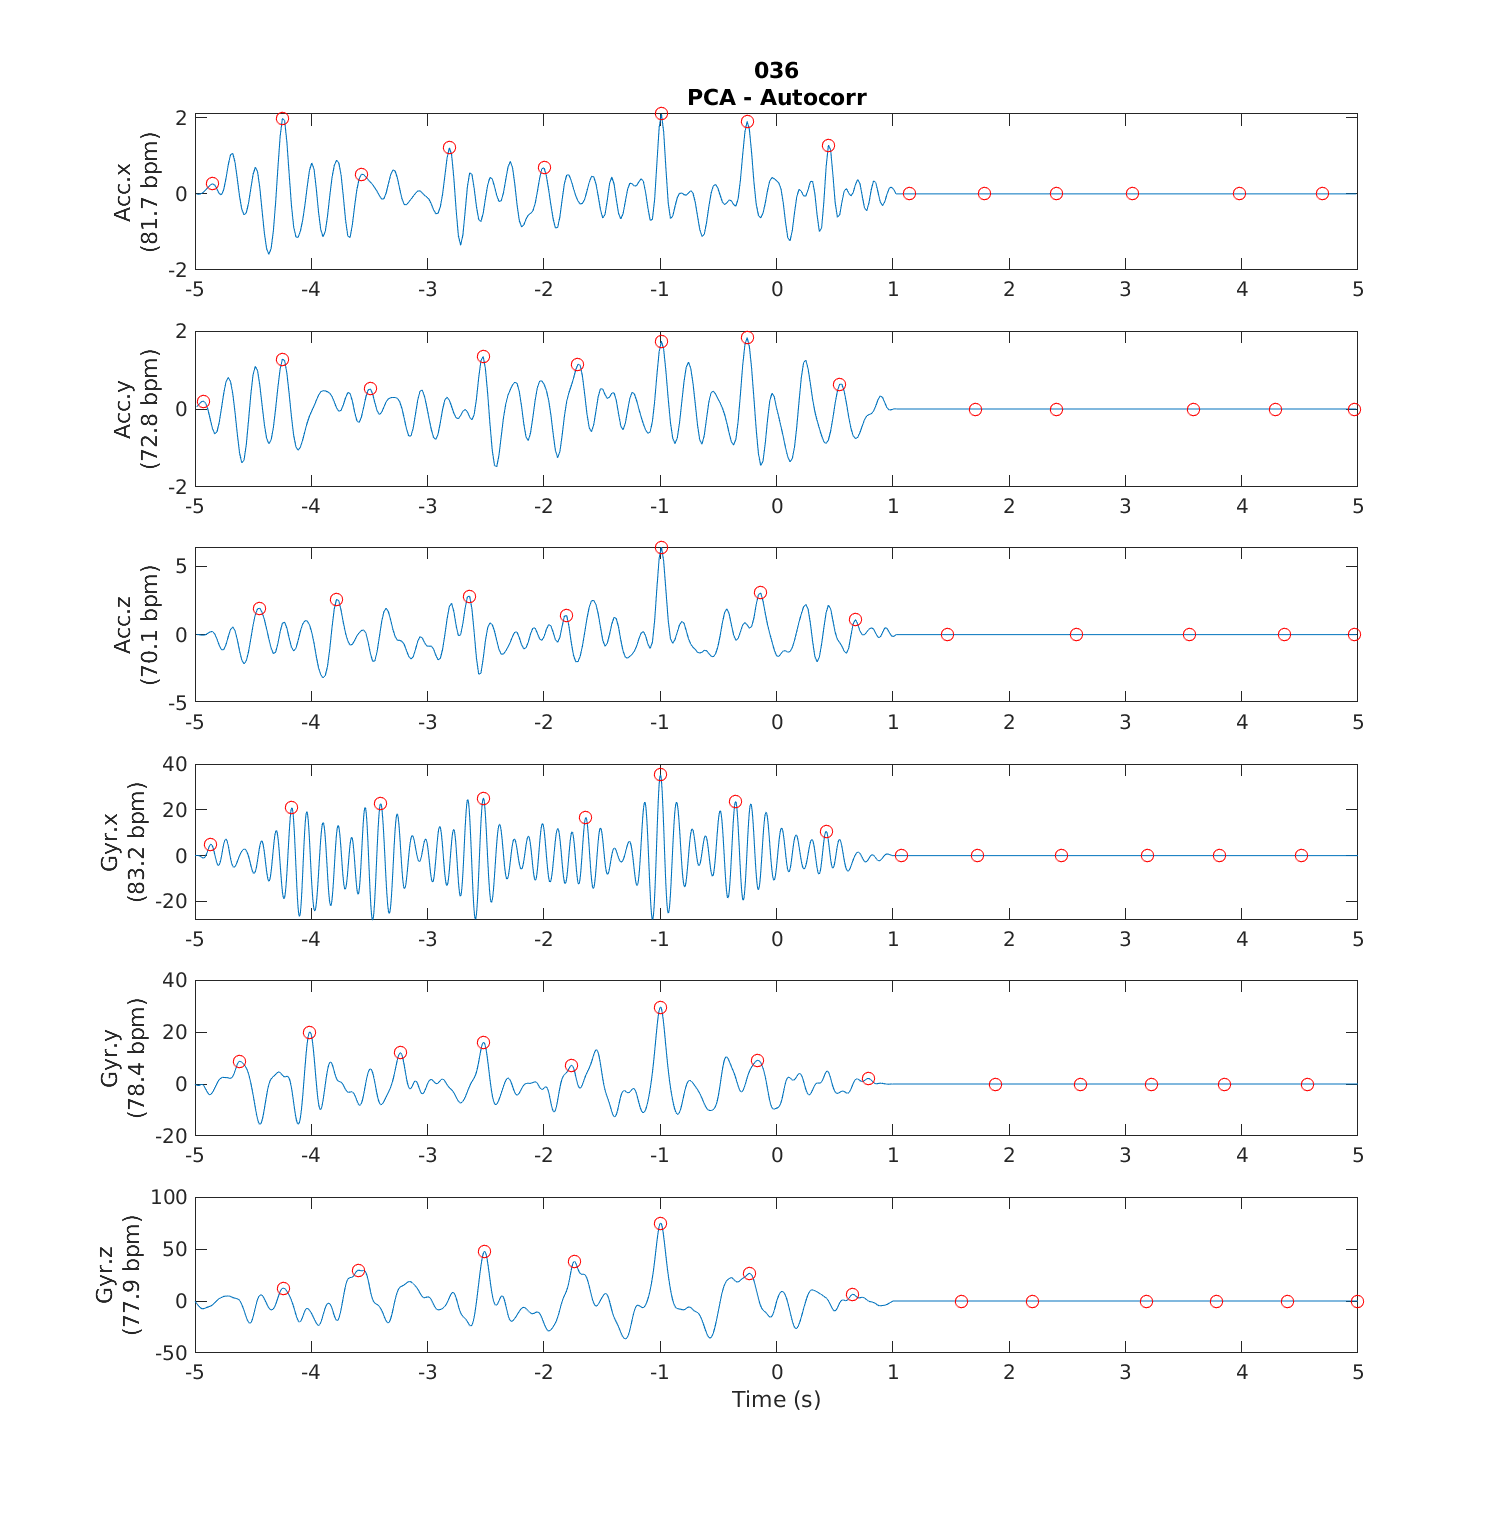 036
PCA - Autocorr
Acc.x
(81.7 bpm)
2
0
-2
-5 -4 -3 -2 -1 0 1 2 3 4 5
Acc.y
(72.8 bpm)
2
0
-2
-5 -4 -3 -2 -1 0 1 2 3 4 5
Acc.z
(70.1 bpm)
5
0
-5
-5 -4 -3 -2 -1 0 1 2 3 4 5
Gyr.x
(83.2 bpm)
40
20
0
-20
-5 -4 -3 -2 -1 0 1 2 3 4 5
Gyr.y
(78.4 bpm)
40
20
0
-20
-5 -4 -3 -2 -1 0 1 2 3 4 5
Gyr.z
(77.9 bpm)
100
50
0
-50
-5 -4 -3 -2 -1 0 1 2 3 4 5
Time (s)